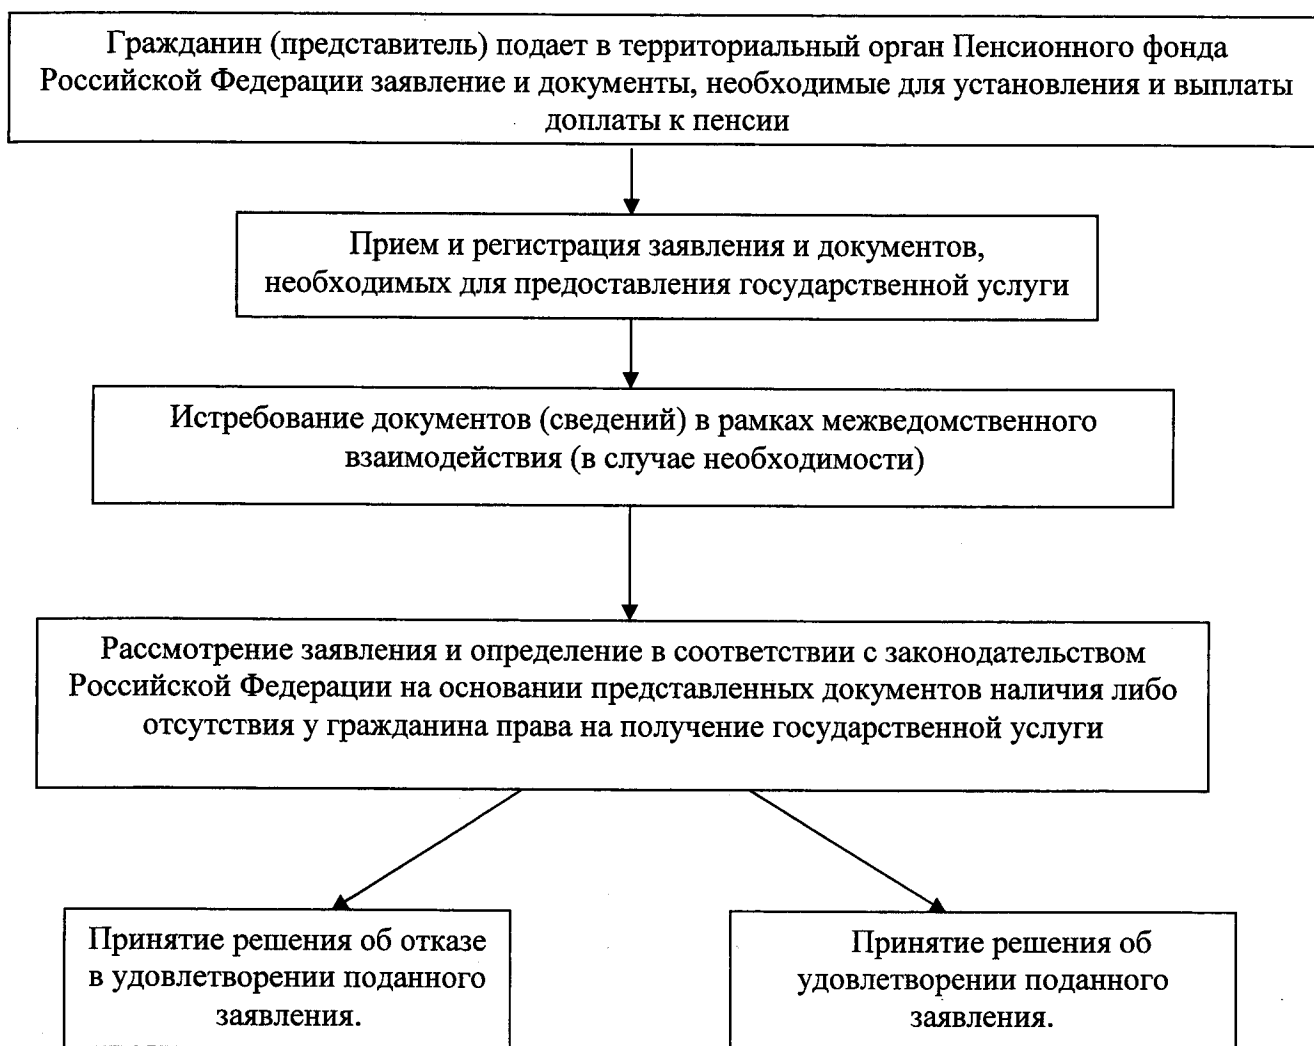 Гражданин (представитель) подает в территориальный орган Пенсионного фонда
Российской Федерации заявление и документы, необходимые для установления и выплаты
доплаты к пенсии
Прием и регистрация заявления и документов,
необходимых для предоставления государственной услуги
Истребование документов (сведений) в рамках межведомственного
взаимодействия (в случае необходимости)
Рассмотрение заявления и определение в соответствии с законодательством
Российской Федерации на основании представленных документов наличия либо
отсутствия у гражданина права на получение государственной услуги
Принятие решения об отказе
в удовлетворении поданного
заявления.
Принятие решения об
удовлетворении поданного
заявления.